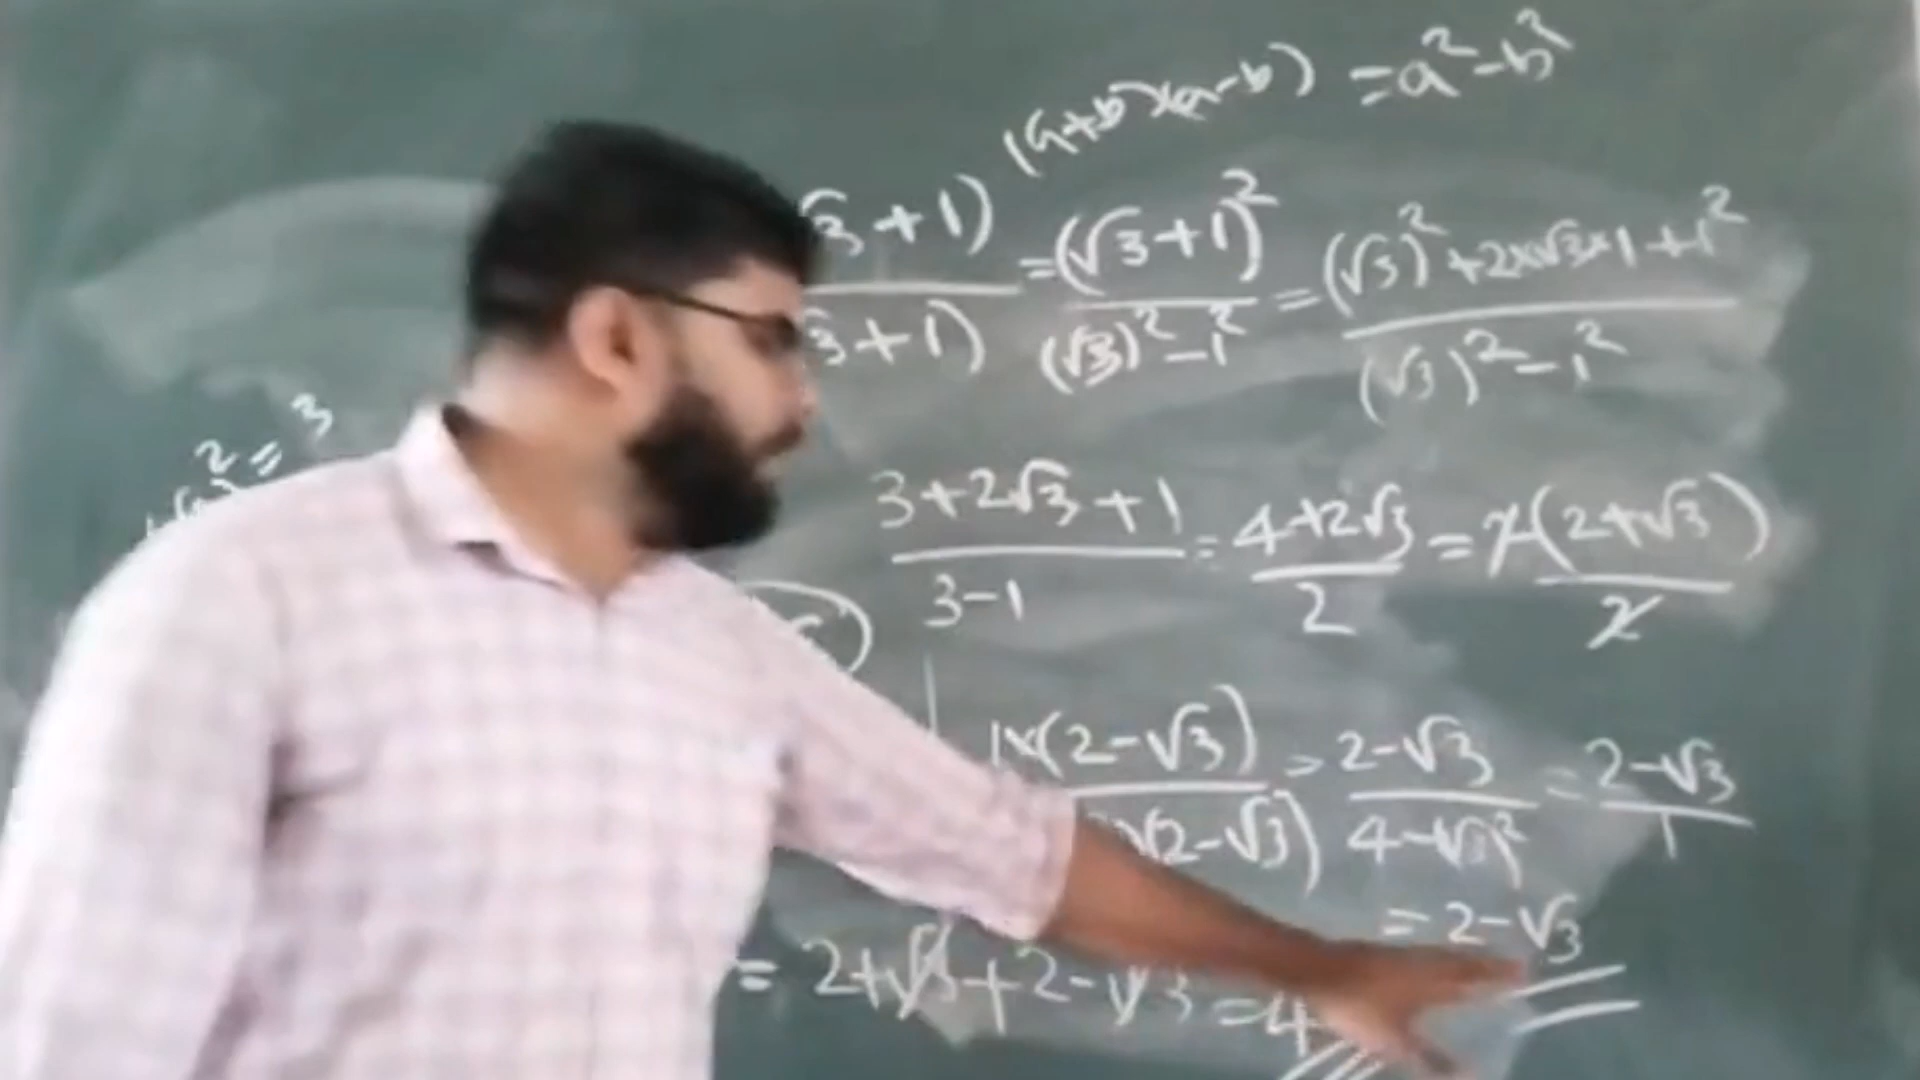 (a+b)(a-b) = a² - b²
√3+1) = (√3+1)² / (√3)² - 1² = (√3)² + 2×√3×1 + 1² / (√3)² - 1²
3+1)
² = 3
3+2√3+1 / 3-1 = 4+2√3 / 2 = 2(2+√3) / 2
1×(2-√3) / (2-√3) = 2-√3 / 4-√3² = 2-√3 / 1
= 2-√3
= 2+√3+2-√3 = 4